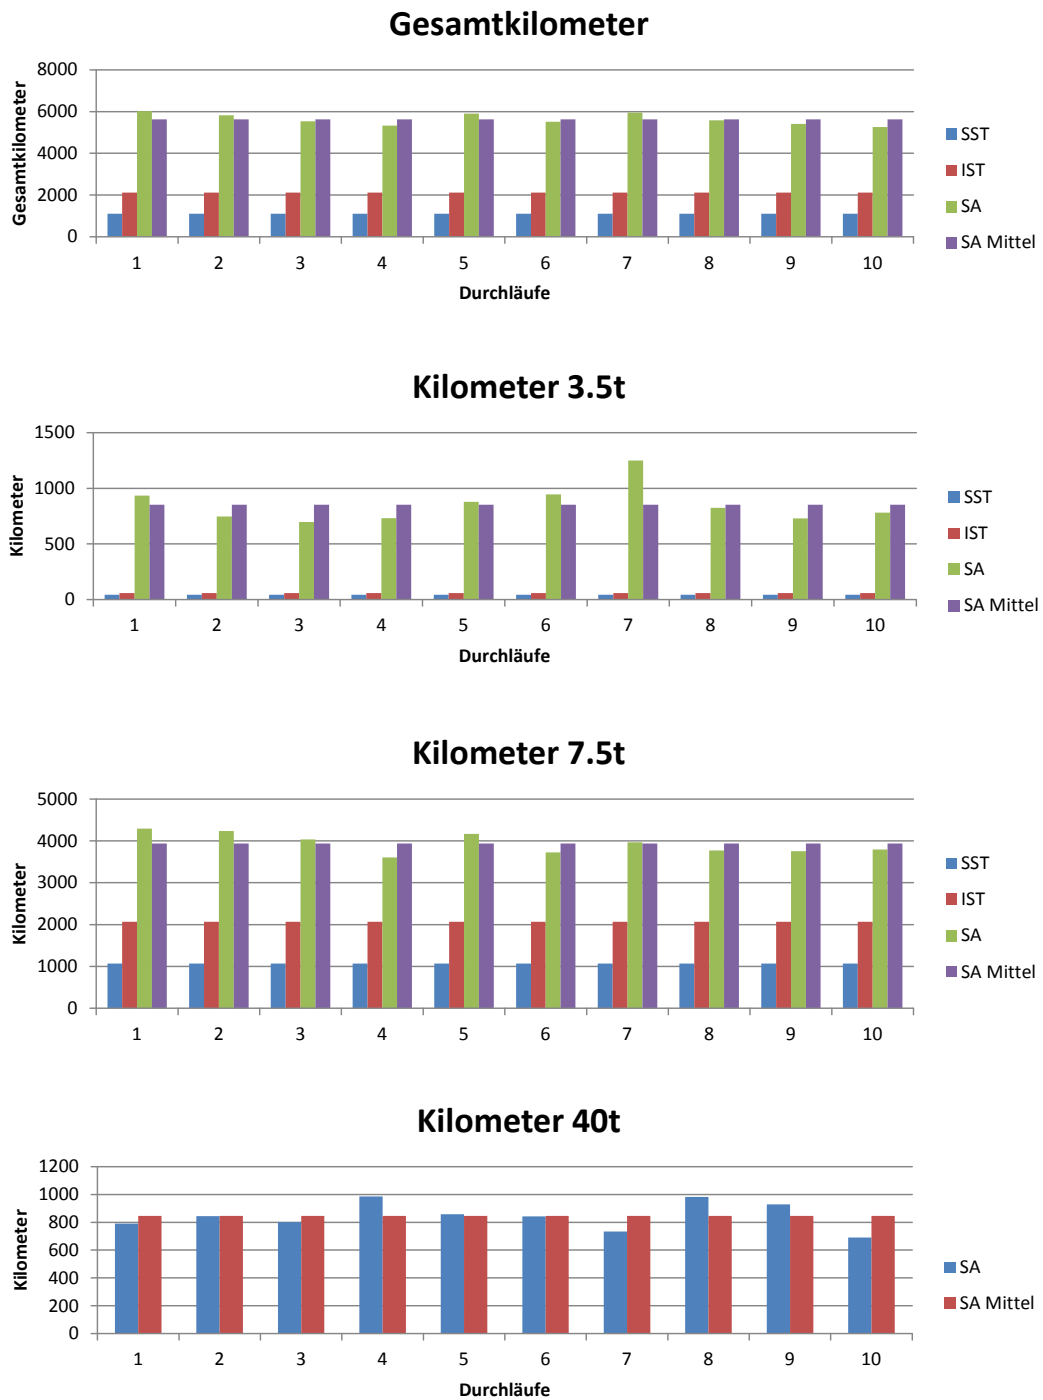 Gesamtkilometer
8000
6000
4000
2000
0
Gesamtkilometer
1 2 3 4 5 6 7 8 9 10
Durchläufe
SST
IST
SA
SA Mittel
Kilometer 3.5t
1500
1000
500
0
Kilometer
1 2 3 4 5 6 7 8 9 10
Durchläufe
SST
IST
SA
SA Mittel
Kilometer 7.5t
5000
4000
3000
2000
1000
0
Kilometer
1 2 3 4 5 6 7 8 9 10
SST
IST
SA
SA Mittel
Kilometer 40t
1200
1000
800
600
400
200
0
Kilometer
1 2 3 4 5 6 7 8 9 10
Durchläufe
SA
SA Mittel